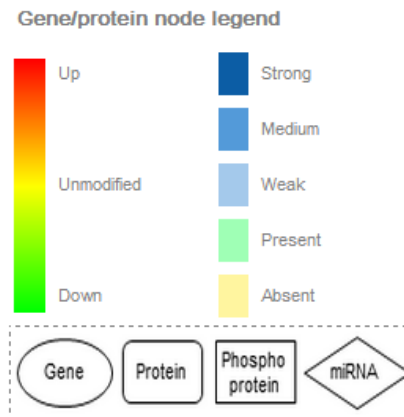 Gene/protein node legend
Up
Strong
Medium
Unmodified
Weak
Present
Down
Absent
Gene
Protein
Phospho
protein
miRNA